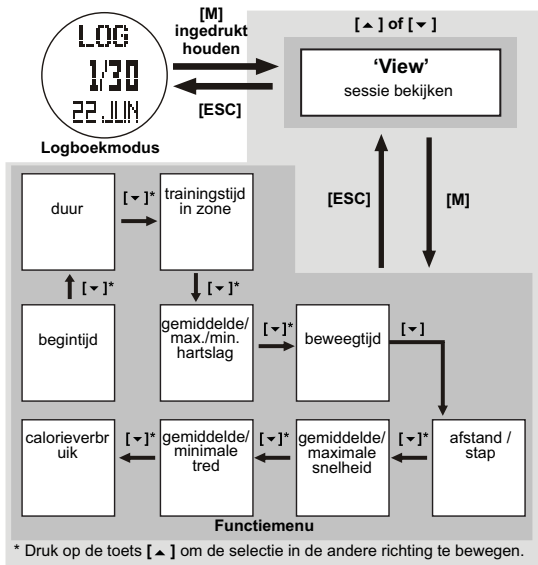 [M]
ingedrukt
houden
[ESC]
LOG
1/30
22 JUN
Logboekmodus
[▲] of [▼]
'View'
sessie bekijken
[ESC]
[M]
duur
[▼]*
trainingstijd
in zone
[▼]*
[▼]*
begintijd
gemiddelde/
max./min.
hartslag
[▼]*
beweegtijd
[▼]
calorieverbr
uik
[▼]*
gemiddelde/
minimale
tred
[▼]*
gemiddelde/
maximale
snelheid
[▼]*
afstand /
stap
Functiemenu
* Druk op de toets [▲] om de selectie in de andere richting te bewegen.